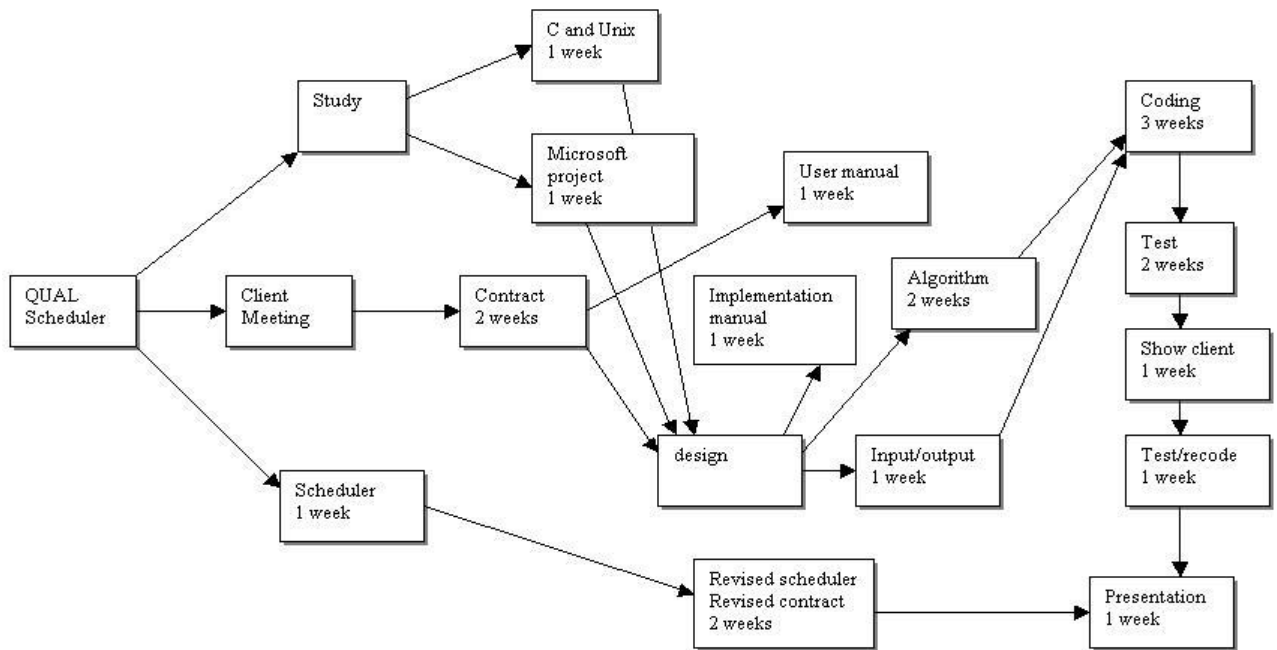 C and Unix
1 week
Study
Coding
3 weeks
Microsoft
project
1 week
User manual
1 week
Test
2 weeks
QUAL
Scheduler
Client
Meeting
Contract
2 weeks
Implementation
manual
1 week
Algorithm
2 weeks
Show client
1 week
design
Input/output
1 week
Test/recode
1 week
Scheduler
1 week
Revised scheduler
Revised contract
2 weeks
Presentation
1 week